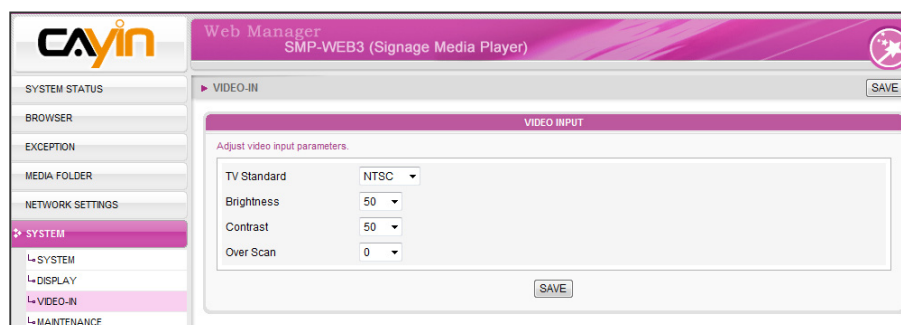 CAYIN
Web Manager
SMP-WEB3 (Signage Media Player)
SYSTEM STATUS
BROWSER
EXCEPTION
MEDIA FOLDER
NETWORK SETTINGS
SYSTEM
SYSTEM
DISPLAY
VIDEO-IN
MAINTENANCE
VIDEO-IN
SAVE
VIDEO INPUT
Adjust video input parameters.
TV Standard NTSC
Brightness 50
Contrast 50
Over Scan 0
SAVE